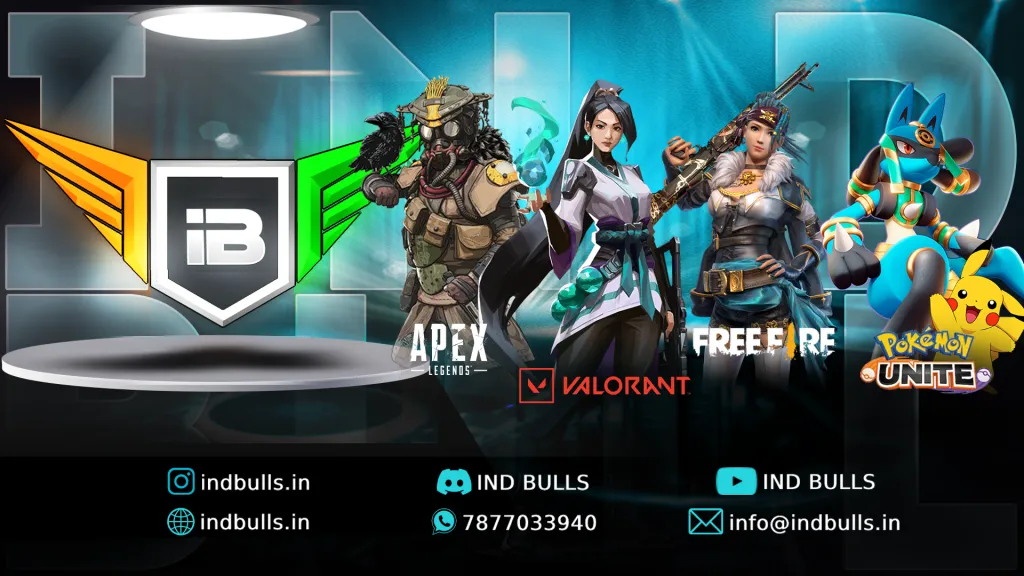 IND
iB
APEX
LEGENDS
VALORANT
FREE FIRE
POKéMON
UNITE
indbulls.in
IND BULLS
IND BULLS
indbulls.in
7877033940
info@indbulls.in